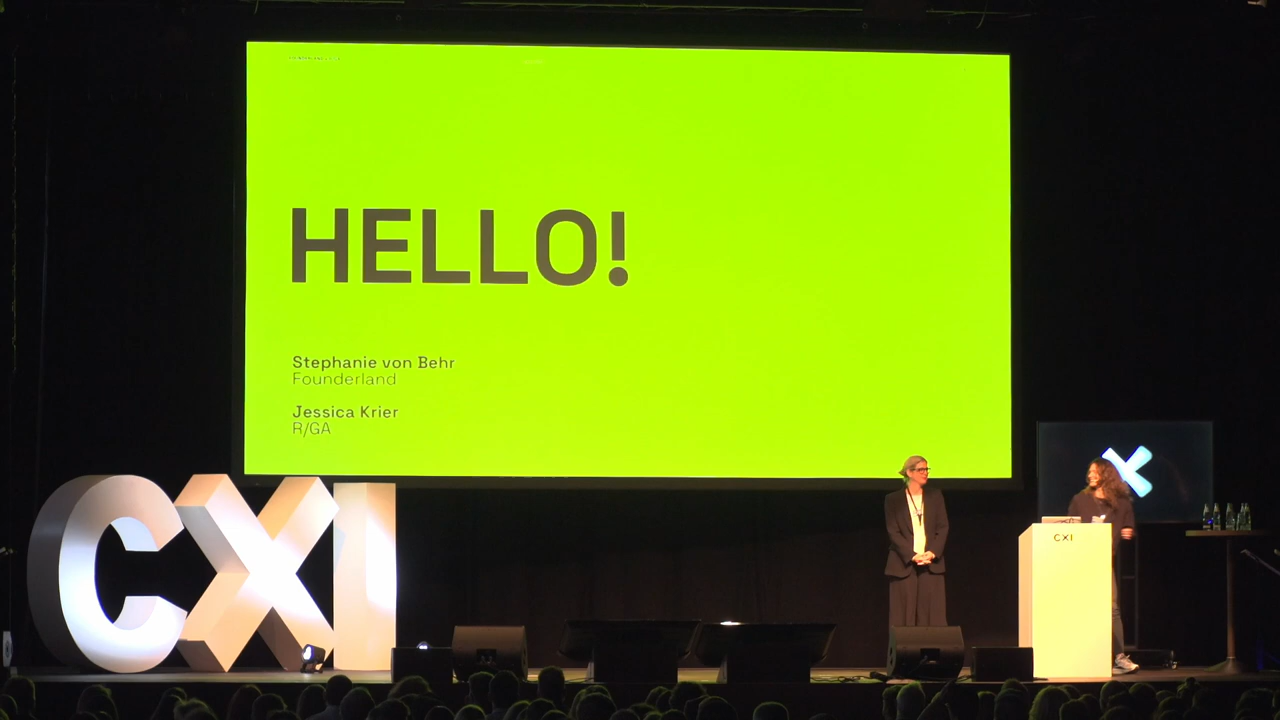 HELLO!
Stephanie von Behr
Founderland
Jessica Krier
R/GA
CXI
CXI